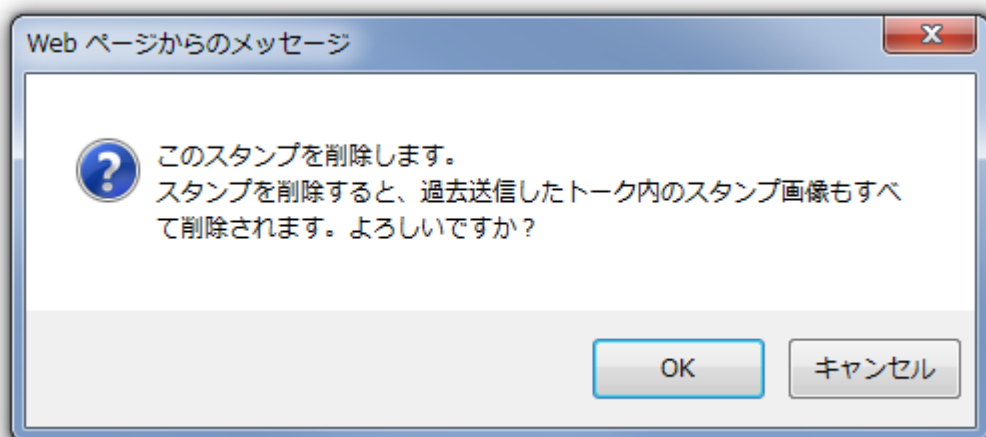 Web ページからのメッセージ
このスタンプを削除します。
スタンプを削除すると、過去送信したトーク内のスタンプ画像もすべ
て削除されます。よろしいですか？
OK
キャンセル